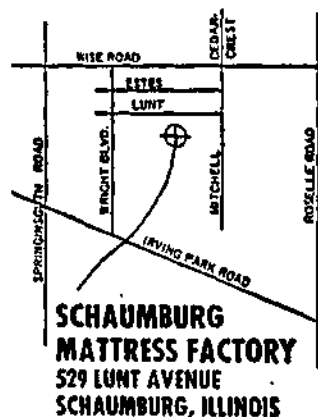 CEDAR-
CREST
WISE ROAD
ESTES
LUNT
SPRINGINSGUTH ROAD
WRIGHT BLVD.
MITCHELL
ROSELLE ROAD
IRVING PARK ROAD
SCHAUMBURG
MATTRESS FACTORY
529 LUNT AVENUE
SCHAUMBURG, ILLINOIS